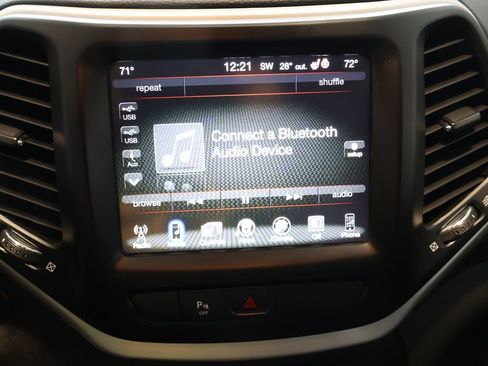 71° 12:21 SW 28° out. 72°
repeat shuffle
USB
USB
Connect a Bluetooth
Audio Device
Aux
setup
browse audio
Phone
P
OFF